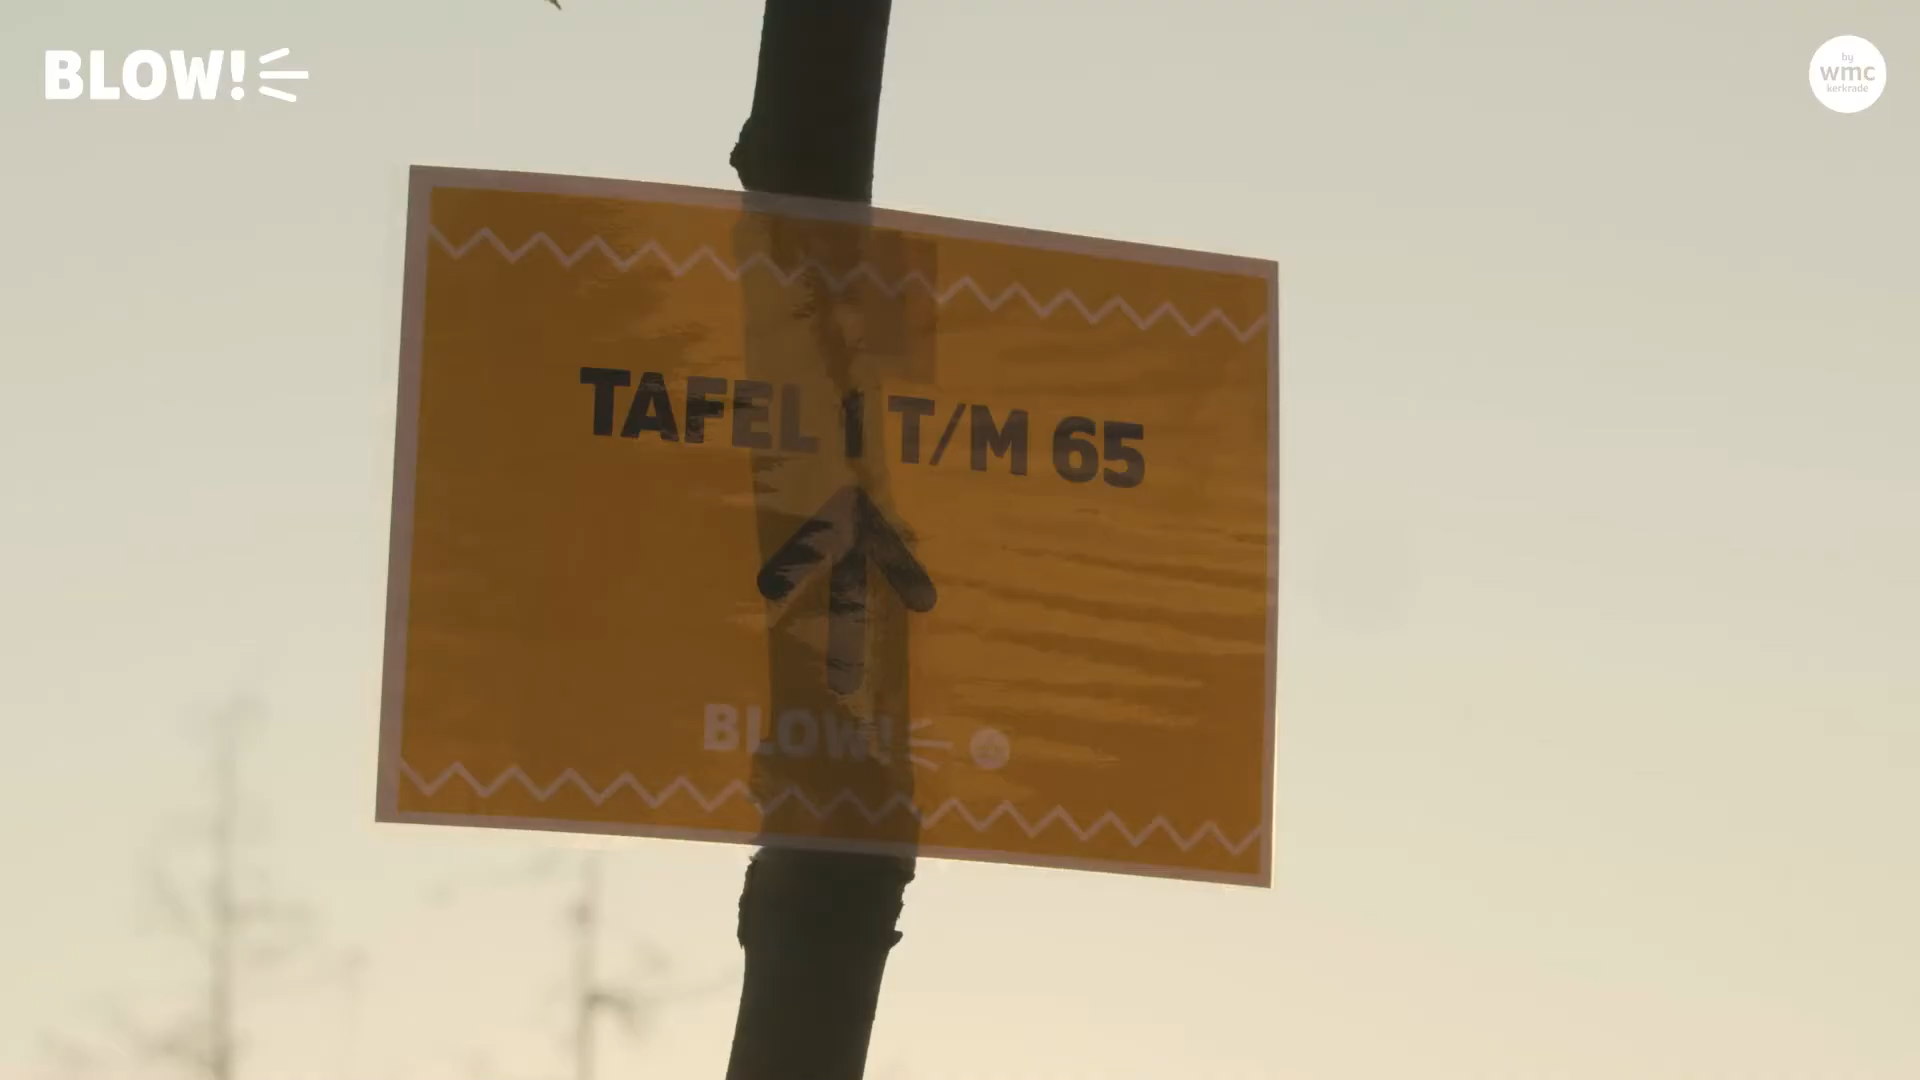 BLOW!
by
wmc
kerkrade
TAFEL 1 T/M 65
BLOW!